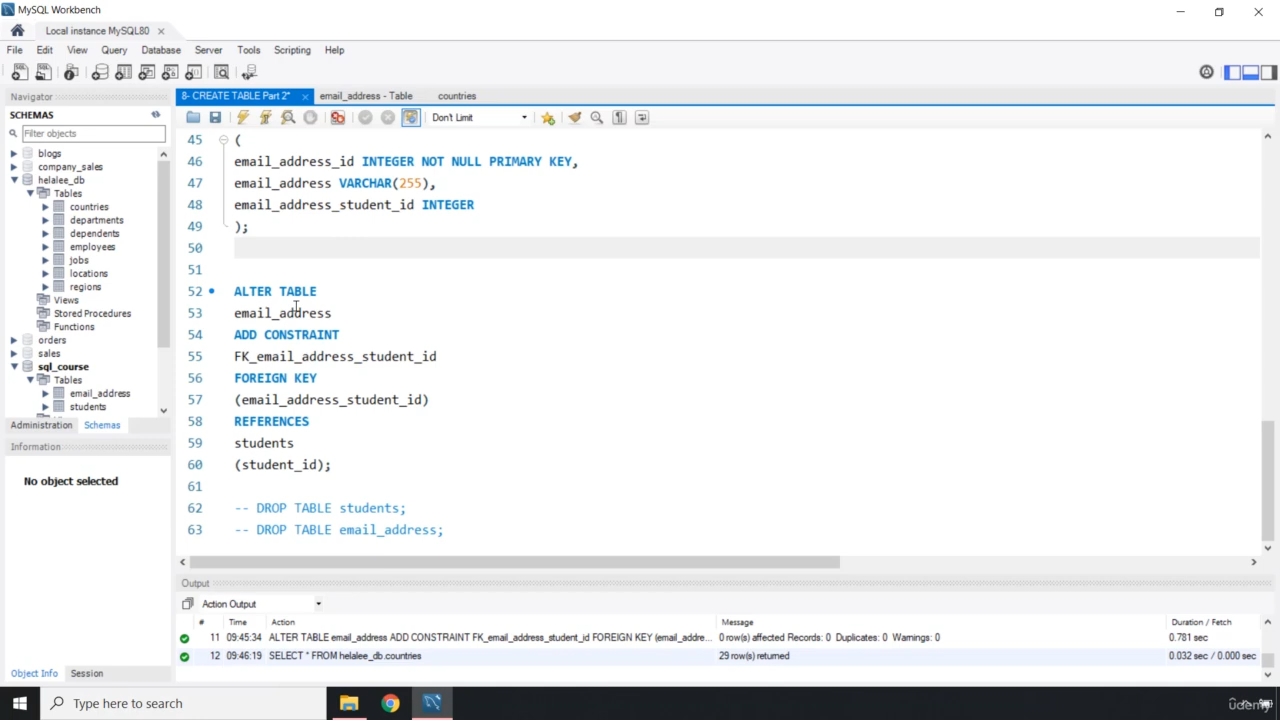 MySQL Workbench
Local instance MySQL80
File Edit View Query Database Server Tools Scripting Help
Navigator
SCHEMAS
Filter objects
blogs
company_sales
helalee_db
Tables
countries
departments
dependents
employees
jobs
locations
regions
Views
Stored Procedures
Functions
orders
sales
sql_course
Tables
email_address
students
Administration Schemas
Information
No object selected
Object Info Session
8- CREATE TABLE Part 2* email_address - Table countries
Don't Limit
45 (
46 email_address_id INTEGER NOT NULL PRIMARY KEY,
47 email_address VARCHAR(255),
48 email_address_student_id INTEGER
49 );
50
51
52 ALTER TABLE
53 email_address
54 ADD CONSTRAINT
55 FK_email_address_student_id
56 FOREIGN KEY
57 (email_address_student_id)
58 REFERENCES
59 students
60 (student_id);
61
62 -- DROP TABLE students;
63 -- DROP TABLE email_address;
Output
Action Output
# Time Action Message Duration / Fetch
11 09:45:34 ALTER TABLE email_address ADD CONSTRAINT FK_email_address_student_id FOREIGN KEY (email_addre... 0 row(s) affected Records: 0 Duplicates: 0 Warnings: 0 0.781 sec
12 09:46:19 SELECT * FROM helalee_db.countries 29 row(s) returned 0.032 sec / 0.000 sec
Type here to search
udemy